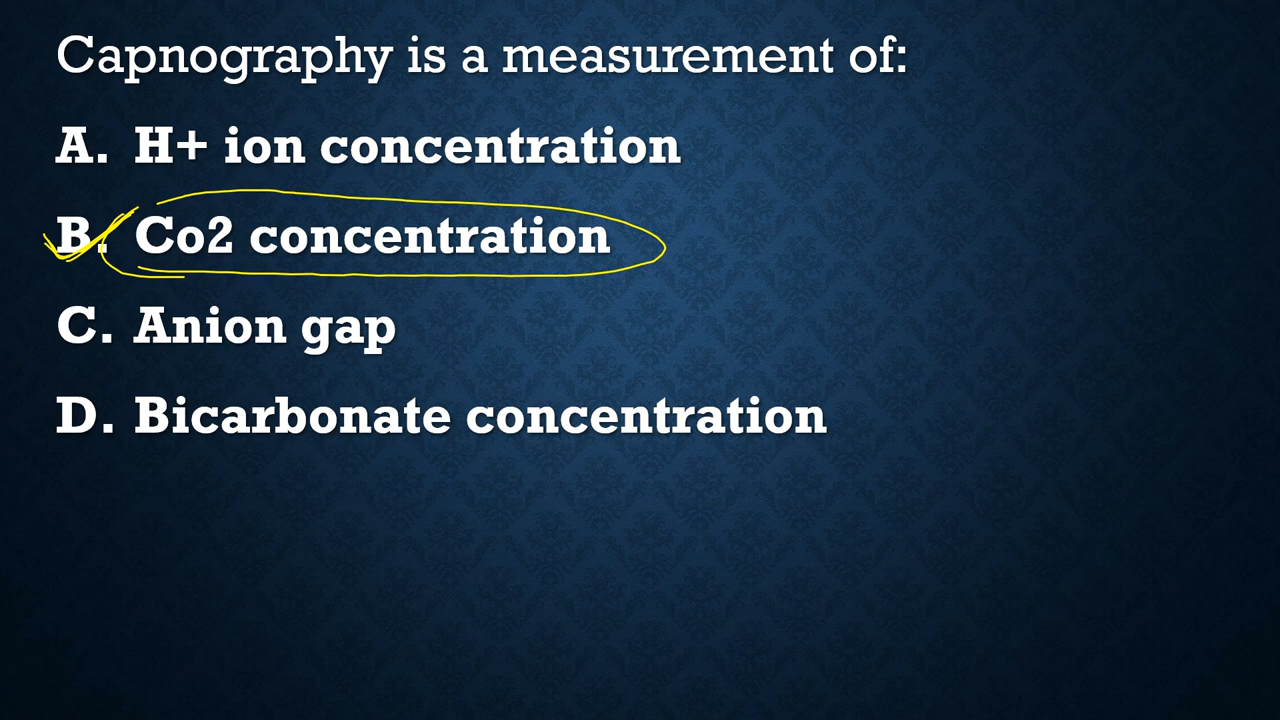 Capnography is a measurement of:
A. H+ ion concentration
B. Co2 concentration
C. Anion gap
D. Bicarbonate concentration